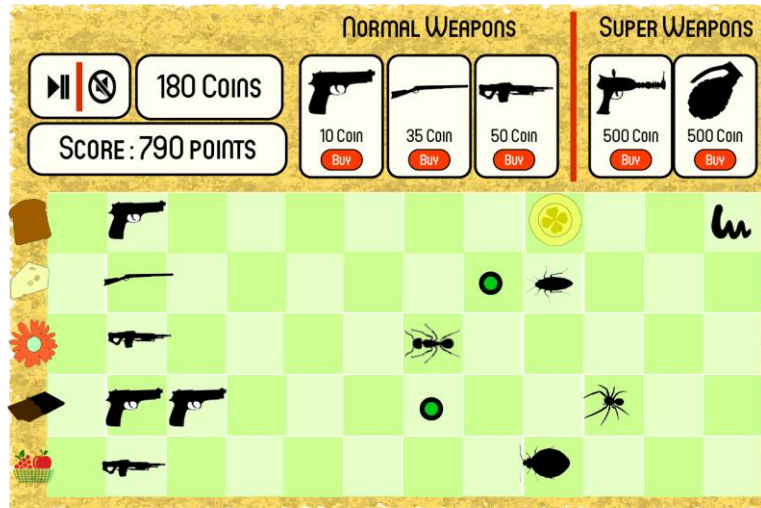 Normal Weapons
Super Weapons
180 Coins
Score : 790 points
10 Coin
Buy
35 Coin
Buy
50 Coin
Buy
500 Coin
Buy
500 Coin
Buy